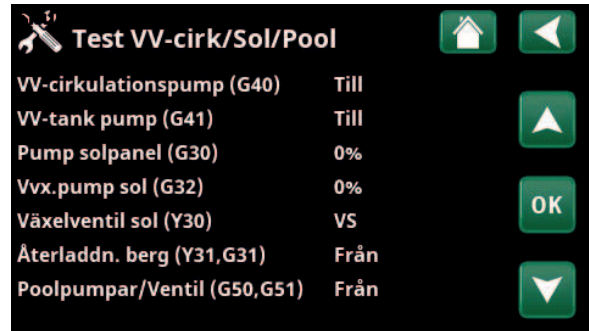 Test VV-cirk/Sol/Pool
VV-cirkulationspump (G40) Till
VV-tank pump (G41) Till
Pump solpanel (G30) 0%
Vvx.pump sol (G32) 0%
Växelventil sol (Y30) VS
Återladdn. berg (Y31,G31) Från
Poolpumpar/Ventil (G50,G51) Från
OK